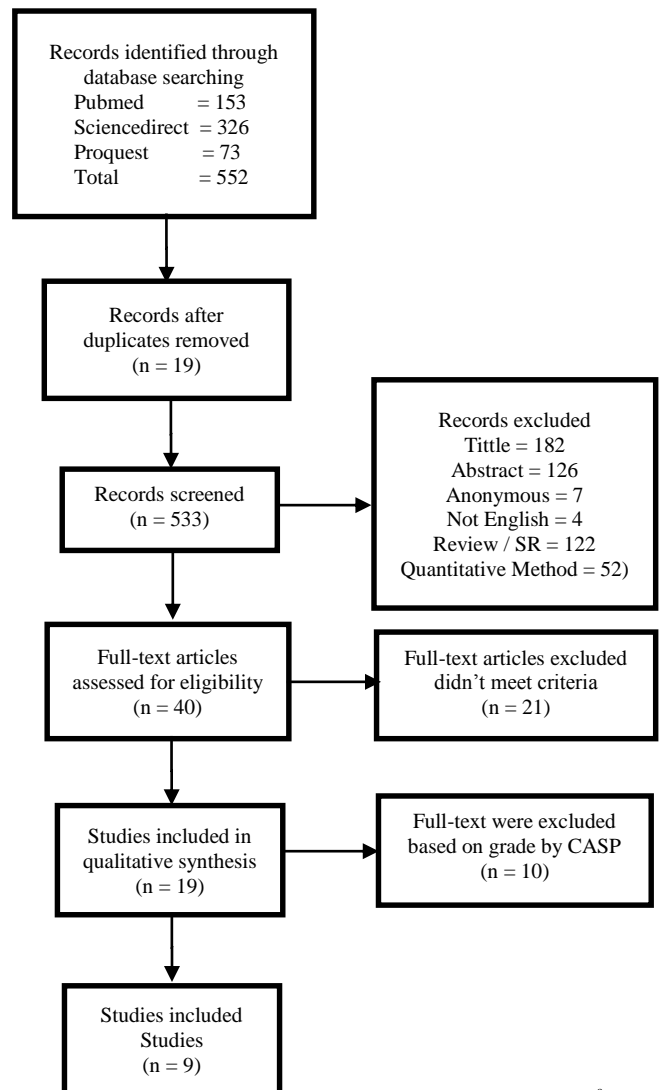 Records identified through
database searching
Pubmed = 153
Sciencedirect = 326
Proquest = 73
Total = 552
Records after
duplicates removed
(n = 19)
Records screened
(n = 533)
Records excluded
Tittle = 182
Abstract = 126
Anonymous = 7
Not English = 4
Review / SR = 122
Quantitative Method = 52)
Full-text articles
assessed for eligibility
(n = 40)
Full-text articles excluded
didn’t meet criteria
(n = 21)
Studies included in
qualitative synthesis
(n = 19)
Full-text were excluded
based on grade by CASP
(n = 10)
Studies included
Studies
(n = 9)